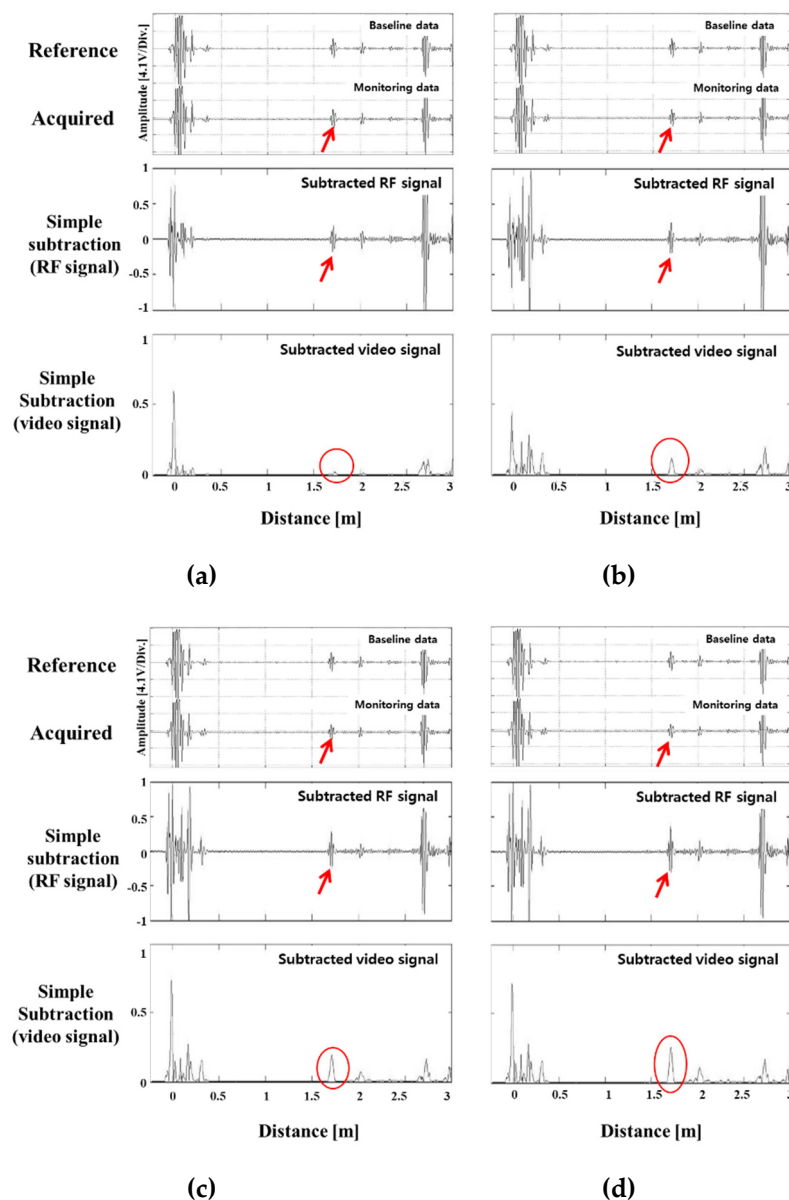 Reference
Acquired
Amplitude [4.1V/Div.]
Baseline data
Monitoring data
Baseline data
Monitoring data
Simple
subtraction
(RF signal)
1
0.5
0
-0.5
-1
Subtracted RF signal
Subtracted RF signal
Simple
Subtraction
(video signal)
1
0.5
0
Subtracted video signal
Subtracted video signal
0 0.5 1 1.5 2 2.5 3
0 0.5 1 1.5 2 2.5 3
Distance [m]
Distance [m]
(a)
(b)
Reference
Acquired
Amplitude [4.1V/Div.]
Baseline data
Monitoring data
Baseline data
Monitoring data
Simple
subtraction
(RF signal)
1
0.5
0
-0.5
-1
Subtracted RF signal
Subtracted RF signal
Simple
Subtraction
(video signal)
1
0.5
0
Subtracted video signal
Subtracted video signal
0 0.5 1 1.5 2 2.5 3
0 0.5 1 1.5 2 2.5 3
Distance [m]
Distance [m]
(c)
(d)